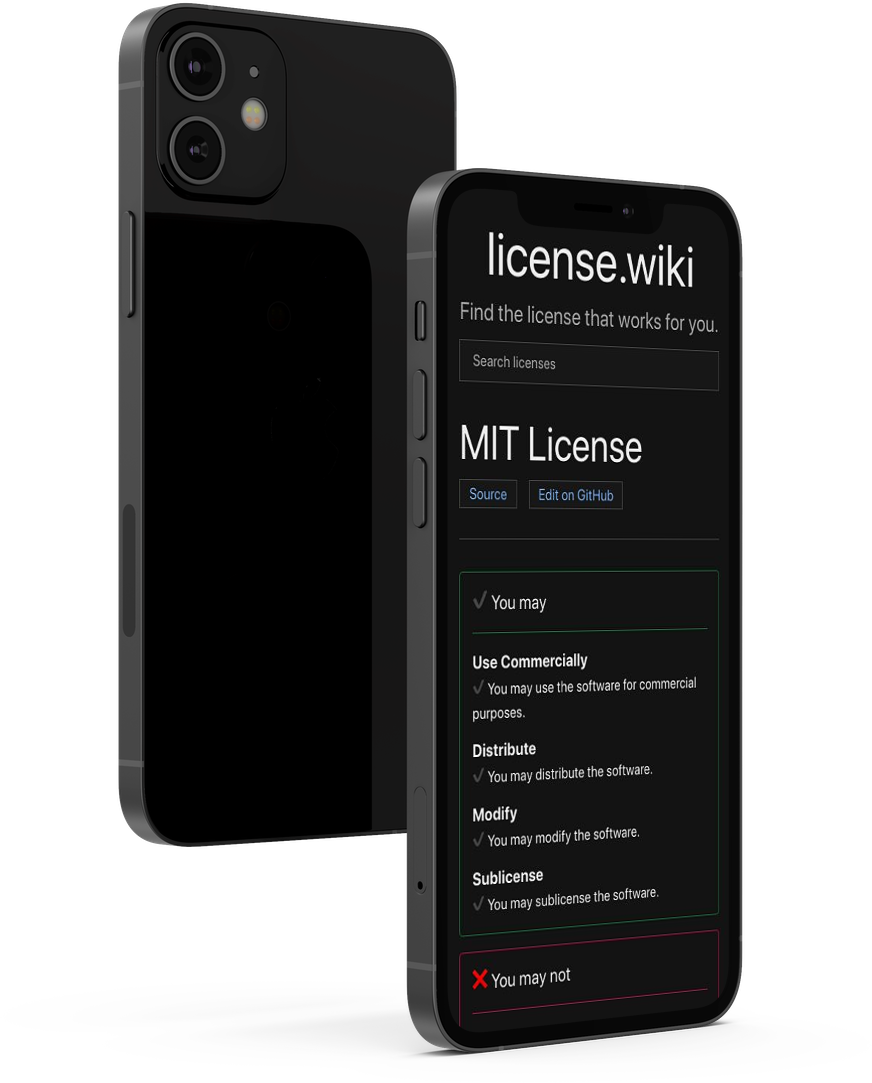 license.wiki
Find the license that works for you.
Search licenses
MIT License
Source Edit on GitHub
✓ You may
Use Commercially
✓ You may use the software for commercial
purposes.
Distribute
✓ You may distribute the software.
Modify
✓ You may modify the software.
Sublicense
✓ You may sublicense the software.
❌ You may not